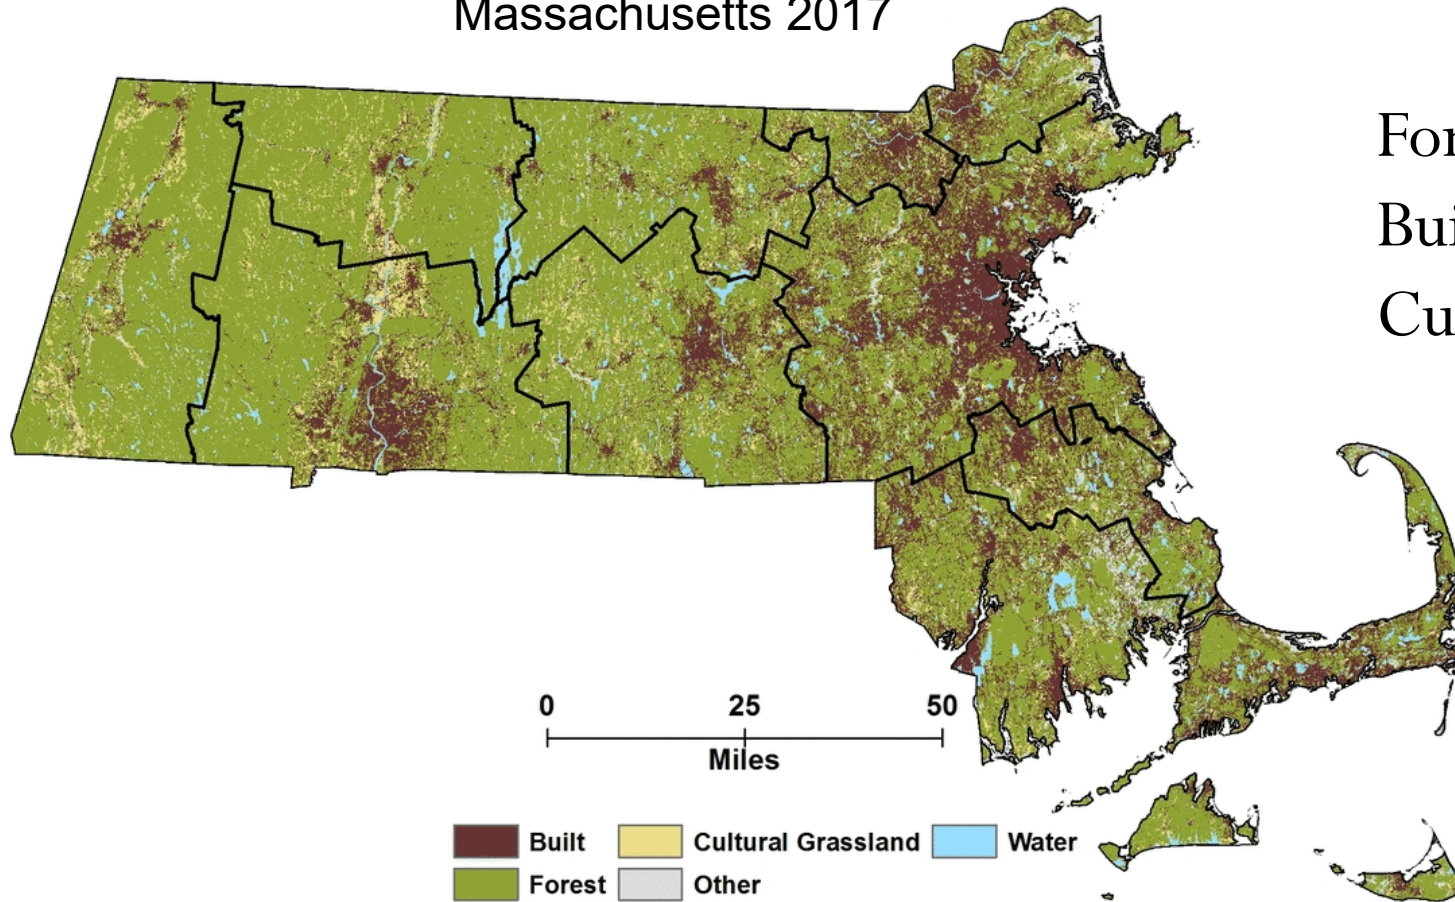 Massachusetts 2017
0 25 50
Miles
Built Cultural Grassland Water
Forest Other